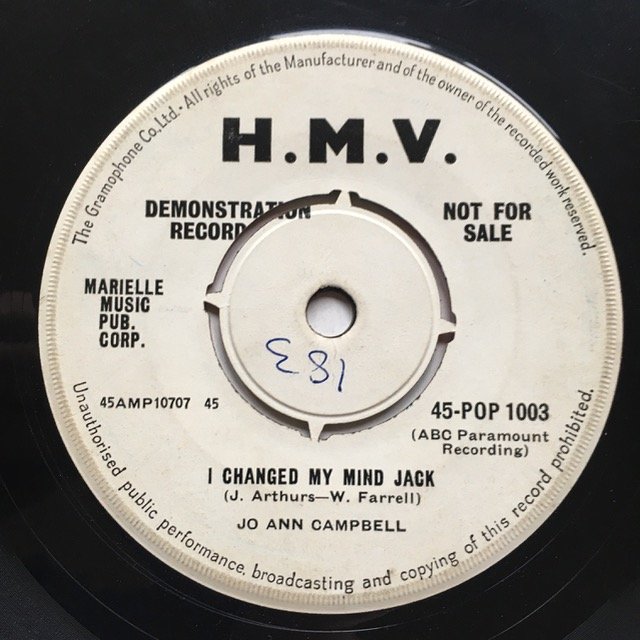 The Gramophone Co.Ltd.-All rights of the Manufacturer and of the owner of the recorded work reserved.
H.M.V.
DEMONSTRATION
RECORD
NOT FOR
SALE
MARIELLE
MUSIC
PUB.
CORP.
45AMP10707 45
45-POP 1003
(ABC Paramount
Recording)
I CHANGED MY MIND JACK
(J. Arthurs—W. Farrell)
JO ANN CAMPBELL
Unauthorised public performance, broadcasting and copying of this record prohibited.